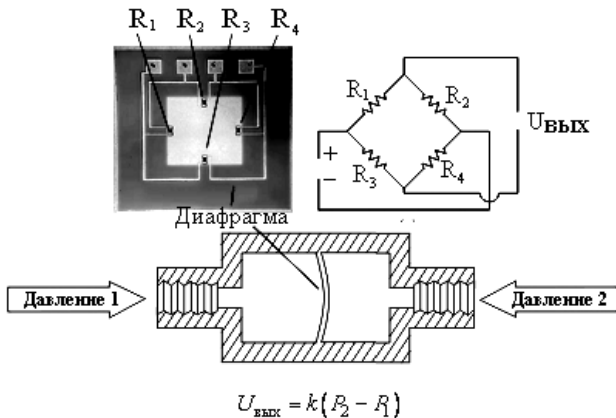 R₁ R₂ R₃ R₄
R₁
R₂
R₃
R₄
+
−
Uвых
Диафрагма
Давление 1
Давление 2
Uвых = k(P₂ − P₁)